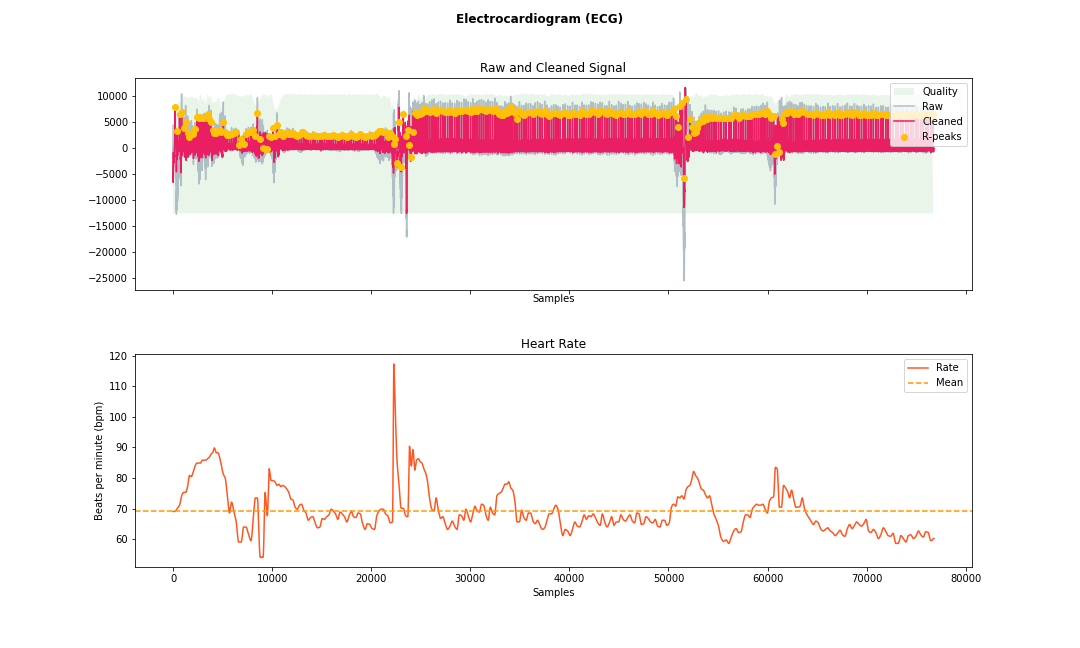 Electrocardiogram (ECG)
Raw and Cleaned Signal
10000
5000
0
−5000
−10000
−15000
−20000
−25000
Quality
Raw
Cleaned
R-peaks
Samples
Heart Rate
120
110
100
90
80
70
60
Beats per minute (bpm)
Rate
Mean
0 10000 20000 30000 40000 50000 60000 70000 80000
Samples